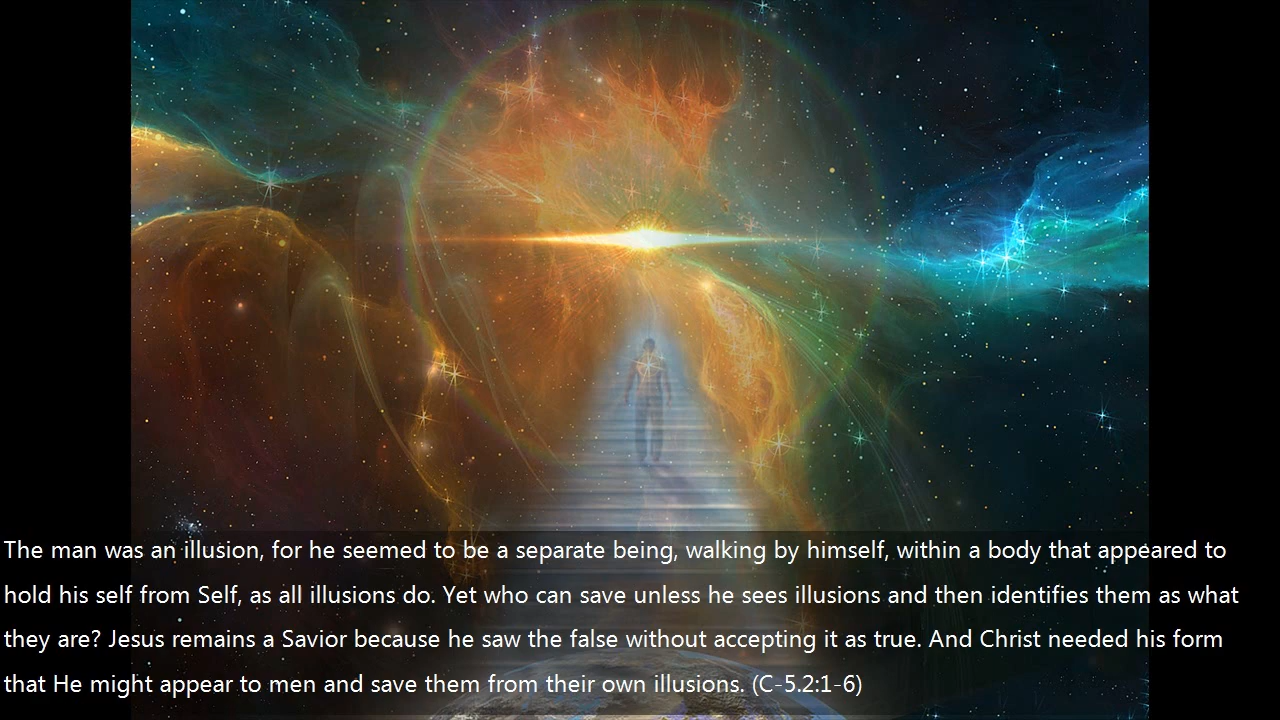 The man was an illusion, for he seemed to be a separate being, walking by himself, within a body that appeared to
hold his self from Self, as all illusions do. Yet who can save unless he sees illusions and then identifies them as what
they are? Jesus remains a Savior because he saw the false without accepting it as true. And Christ needed his form
that He might appear to men and save them from their own illusions. (C-5.2:1-6)